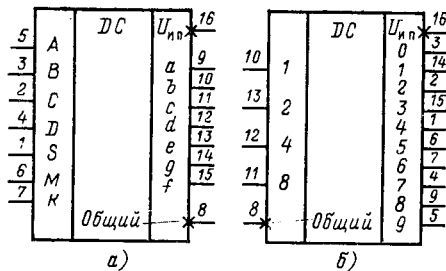 DC Uип 16
5 A
3 B a 9
2 C b 10
4 D c 11
1 S d 12
6 M e 13
7 K g 14
f 15
Общий 8
а)
DC Uип 16
0 3
10 1 1 14
2 2
13 2 3 15
4 1
12 4 5 6
6 7
11 8 7 4
8 9
8 Общий 9 5
б)